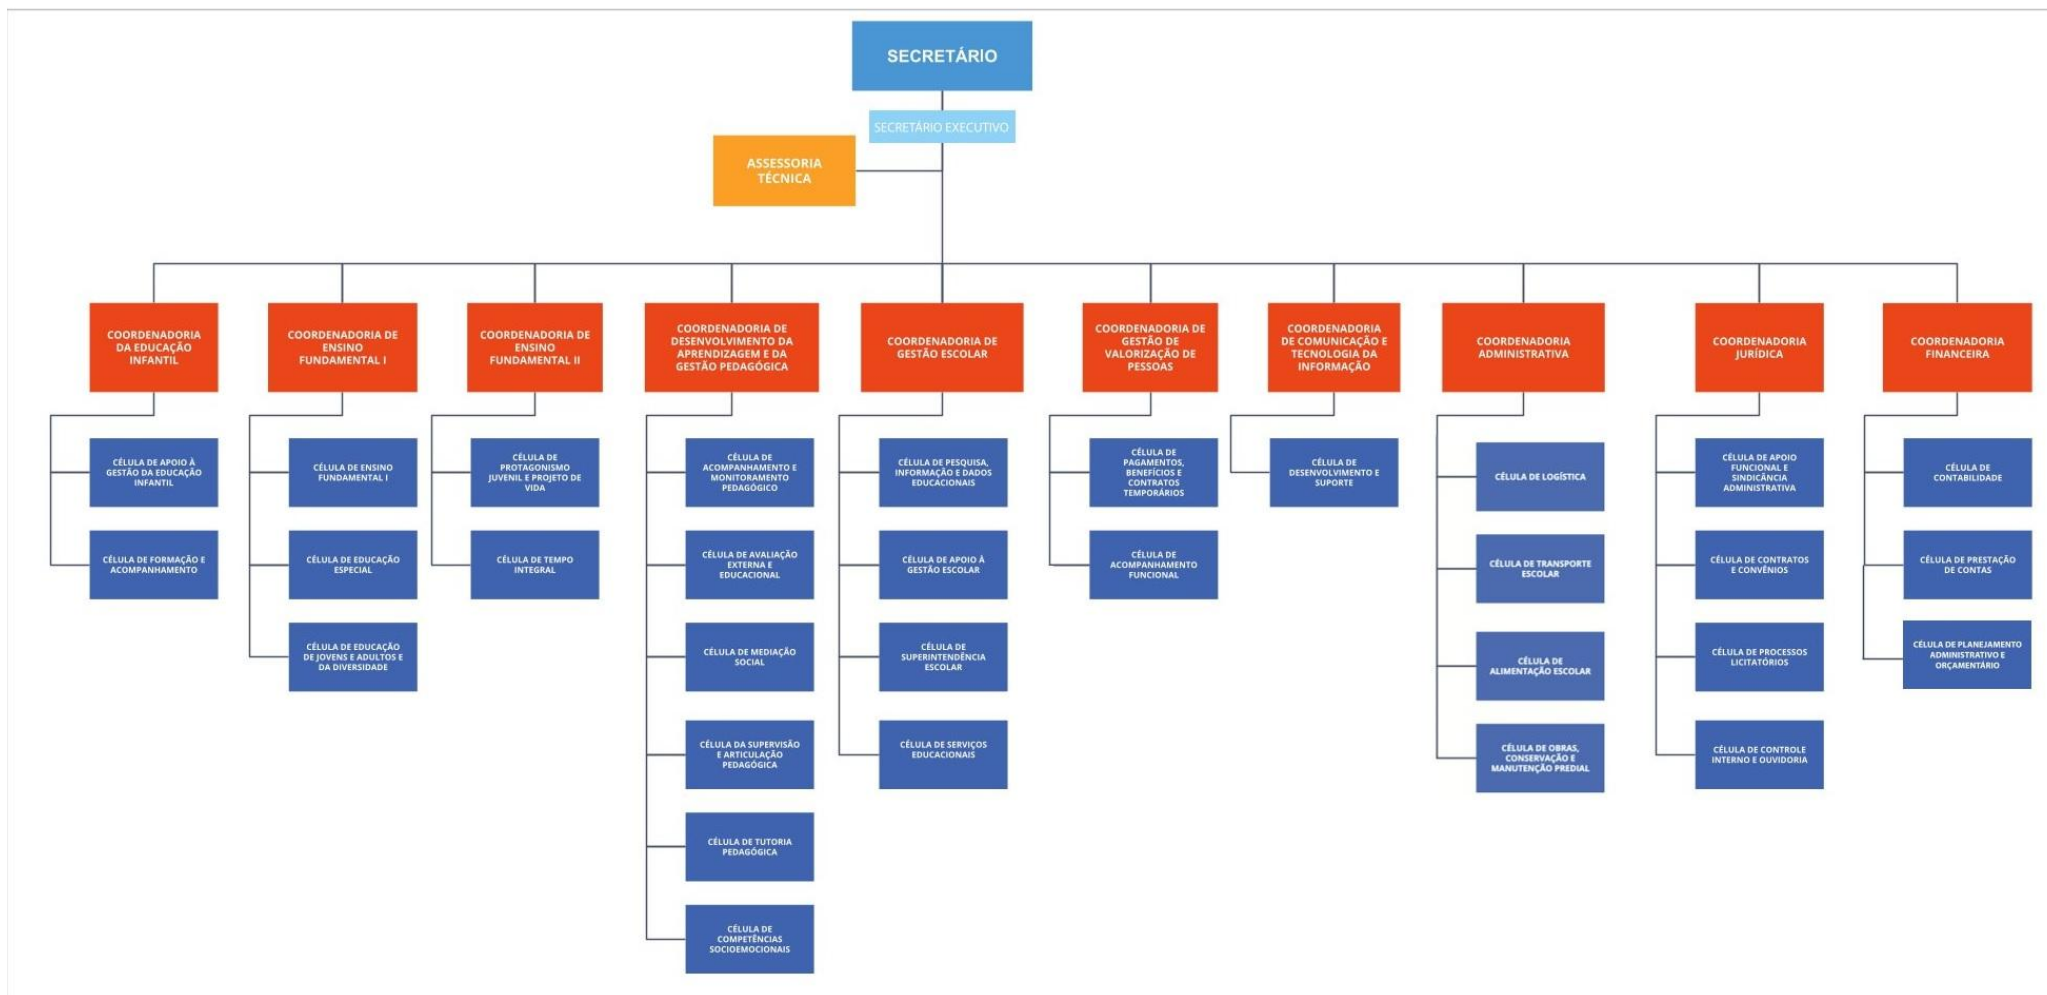 SECRETÁRIO
SECRETÁRIO EXECUTIVO
ASSESSORIA
TÉCNICA
COORDENADORIA
DA EDUCAÇÃO
INFANTIL
COORDENADORIA DE
ENSINO
FUNDAMENTAL I
COORDENADORIA DE
ENSINO
FUNDAMENTAL II
COORDENADORIA DE
DESENVOLVIMENTO DA
APRENDIZAGEM E DA
GESTÃO PEDAGÓGICA
COORDENADORIA DE
GESTÃO ESCOLAR
COORDENADORIA DE
GESTÃO DE
VALORIZAÇÃO DE
PESSOAS
COORDENADORIA
DE COMUNICAÇÃO E
TECNOLOGIA DA
INFORMAÇÃO
COORDENADORIA
ADMINISTRATIVA
COORDENADORIA
JURÍDICA
COORDENADORIA
FINANCEIRA
CÉLULA DE APOIO À
GESTÃO DA EDUCAÇÃO
INFANTIL
CÉLULA DE FORMAÇÃO E
ACOMPANHAMENTO
CÉLULA DE ENSINO
FUNDAMENTAL I
CÉLULA DE EDUCAÇÃO
ESPECIAL
CÉLULA DE EDUCAÇÃO
DE JOVENS E ADULTOS E
DA DIVERSIDADE
CÉLULA DE
PROTAGONISMO
JUVENIL E PROJETO DE
VIDA
CÉLULA DE TEMPO
INTEGRAL
CÉLULA DE
ACOMPANHAMENTO E
MONITORAMENTO
PEDAGÓGICO
CÉLULA DE AVALIAÇÃO
EXTERNA E
EDUCACIONAL
CÉLULA DE MEDIAÇÃO
SOCIAL
CÉLULA DA SUPERVISÃO
E ARTICULAÇÃO
PEDAGÓGICA
CÉLULA DE TUTORIA
PEDAGÓGICA
CÉLULA DE
COMPETÊNCIAS
SOCIOEMOCIONAIS
CÉLULA DE PESQUISA,
INFORMAÇÃO E DADOS
EDUCACIONAIS
CÉLULA DE APOIO À
GESTÃO ESCOLAR
CÉLULA DE
SUPERINTENDÊNCIA
ESCOLAR
CÉLULA DE SERVIÇOS
EDUCACIONAIS
CÉLULA DE
PAGAMENTOS,
BENEFÍCIOS E
CONTRATOS
TEMPORÁRIOS
CÉLULA DE
ACOMPANHAMENTO
FUNCIONAL
CÉLULA DE
DESENVOLVIMENTO E
SUPORTE
CÉLULA DE LOGÍSTICA
CÉLULA DE TRANSPORTE
ESCOLAR
CÉLULA DE
ALIMENTAÇÃO ESCOLAR
CÉLULA DE OBRAS,
CONSERVAÇÃO E
MANUTENÇÃO PREDIAL
CÉLULA DE APOIO
FUNCIONAL E
SINDICÂNCIA
ADMINISTRATIVA
CÉLULA DE CONTRATOS
E CONVÊNIOS
CÉLULA DE PROCESSOS
LICITATÓRIOS
CÉLULA DE CONTROLE
INTERNO E OUVIDORIA
CÉLULA DE
CONTABILIDADE
CÉLULA DE PRESTAÇÃO
DE CONTAS
CÉLULA DE PLANEJAMENTO
ADMINISTRATIVO E
ORÇAMENTÁRIO